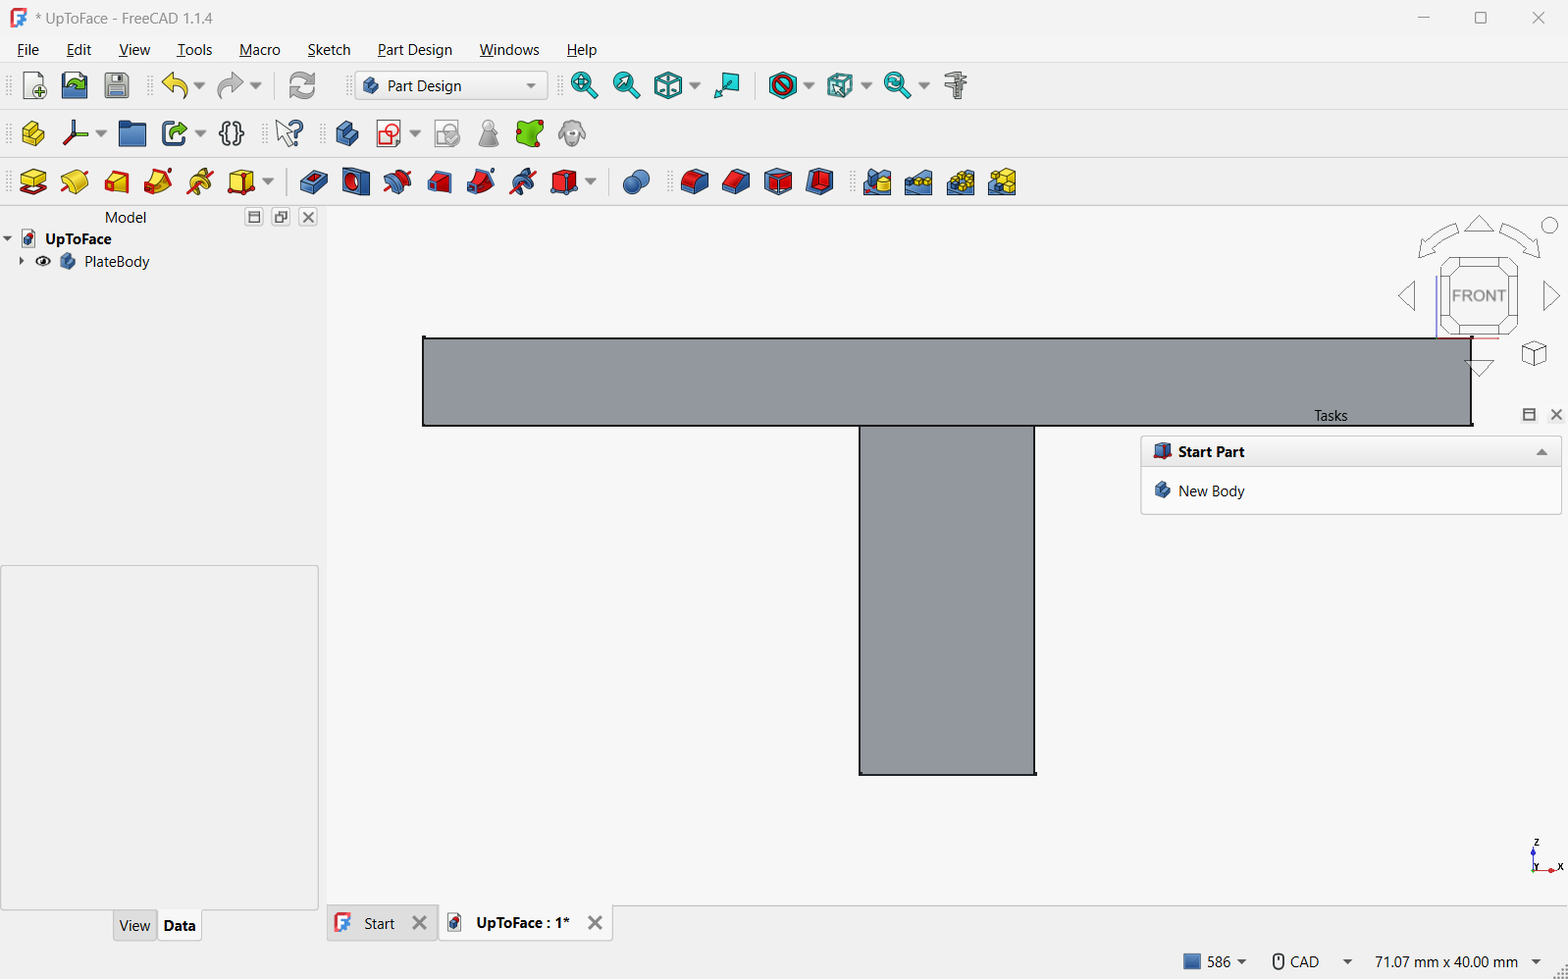 * UpToFace - FreeCAD 1.1.4
File Edit View Tools Macro Sketch Part Design Windows Help
Part Design
Model
UpToFace
PlateBody
FRONT
Tasks
Start Part
New Body
Z
Y X
View Data
Start UpToFace : 1*
586 CAD 71.07 mm x 40.00 mm